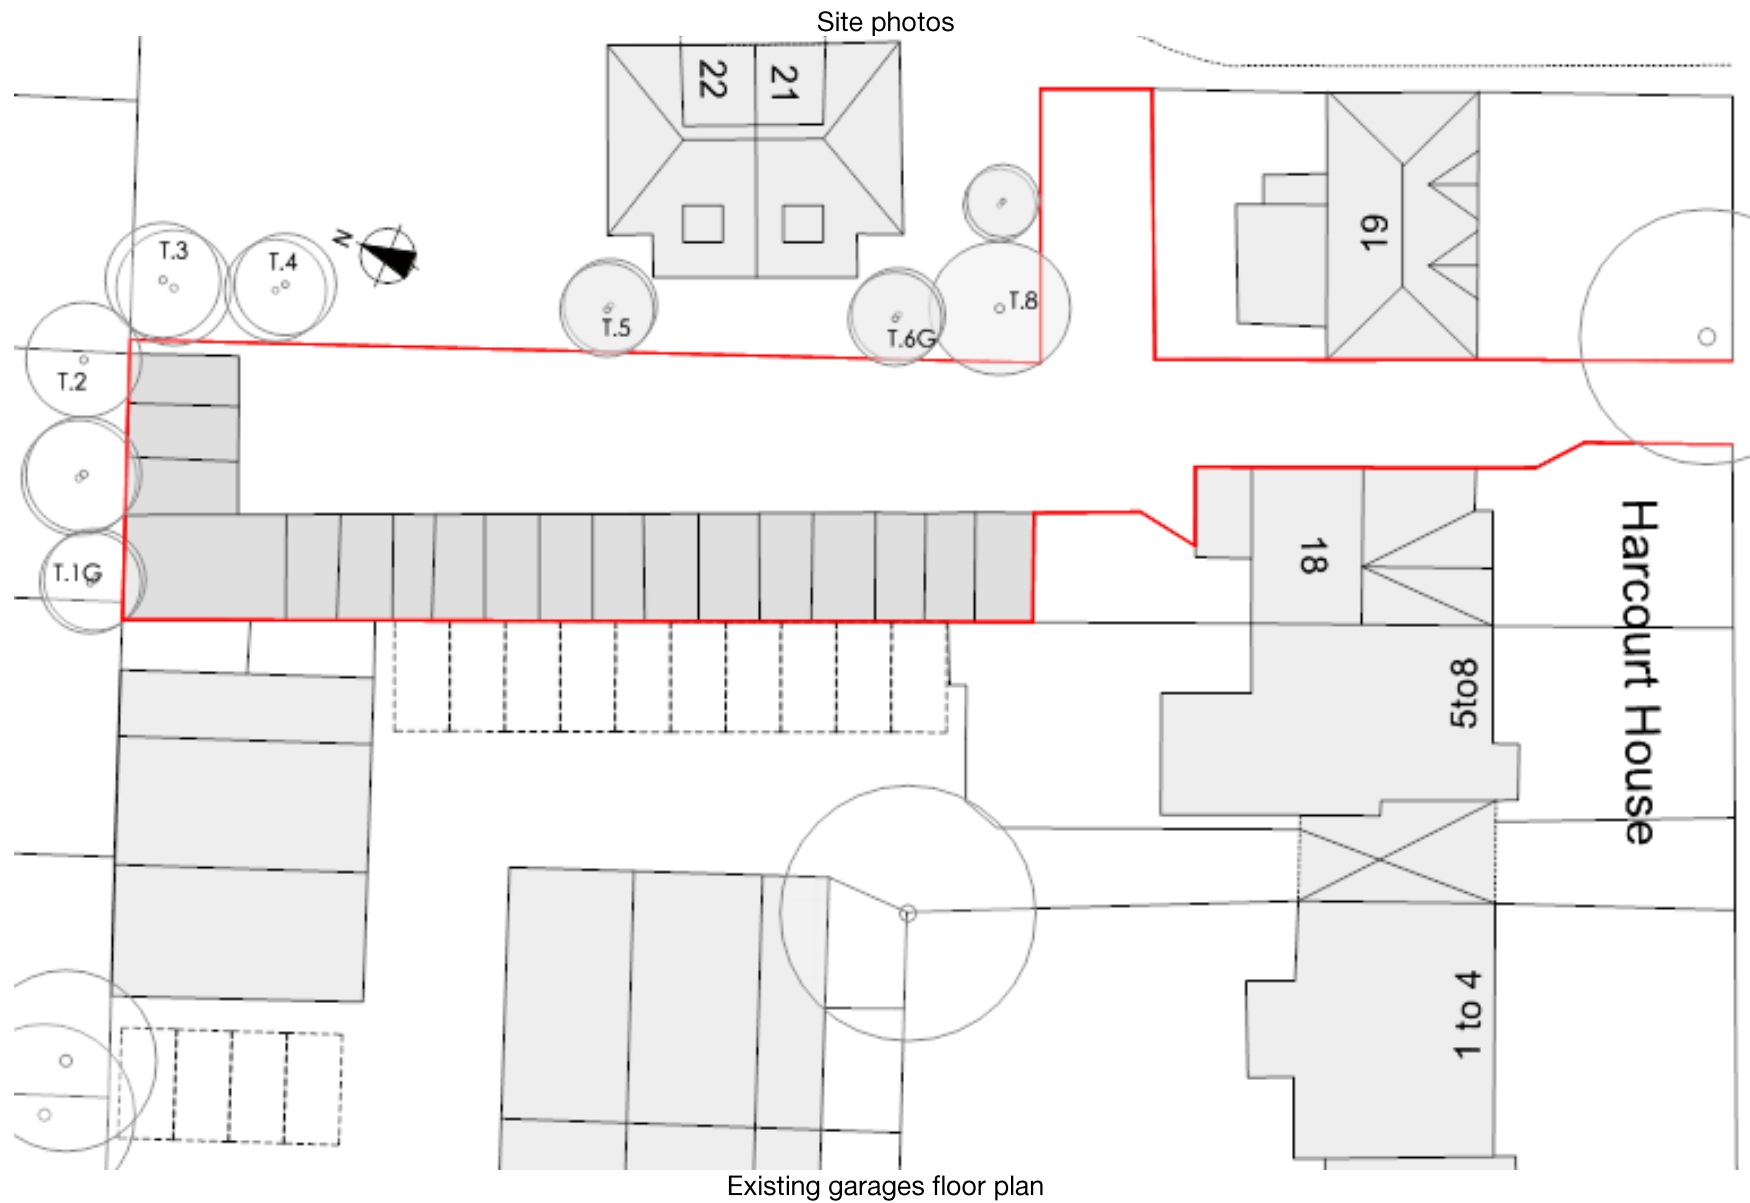 Site photos
22
21
19
N
T.3
T.4
T.5
T.6G
T.8
T.2
T.1G
18
Harcourt House
5to8
1 to 4
Existing garages floor plan